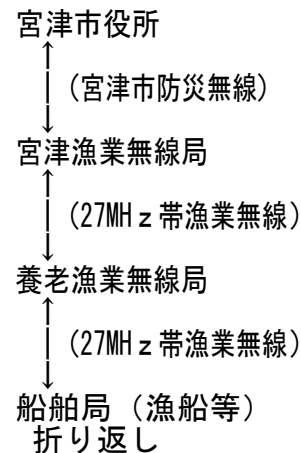 宮津市役所
(宮津市防災無線)
宮津漁業無線局
(27MHz帯漁業無線)
養老漁業無線局
(27MHz帯漁業無線)
船舶局（漁船等）
折り返し